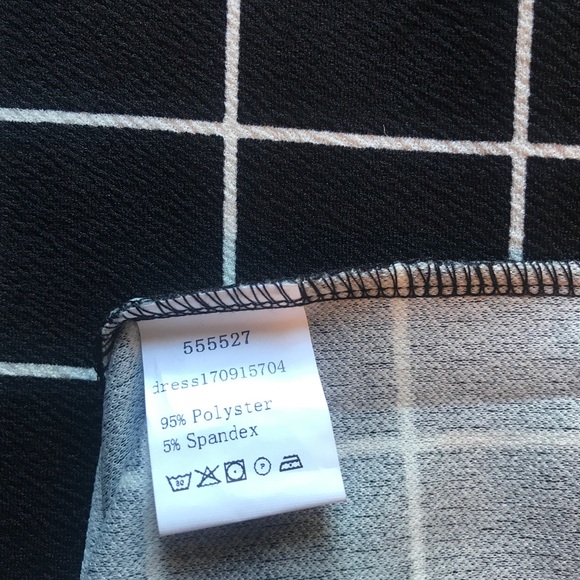 555527
dress170915704
95% Polyster
5% Spandex